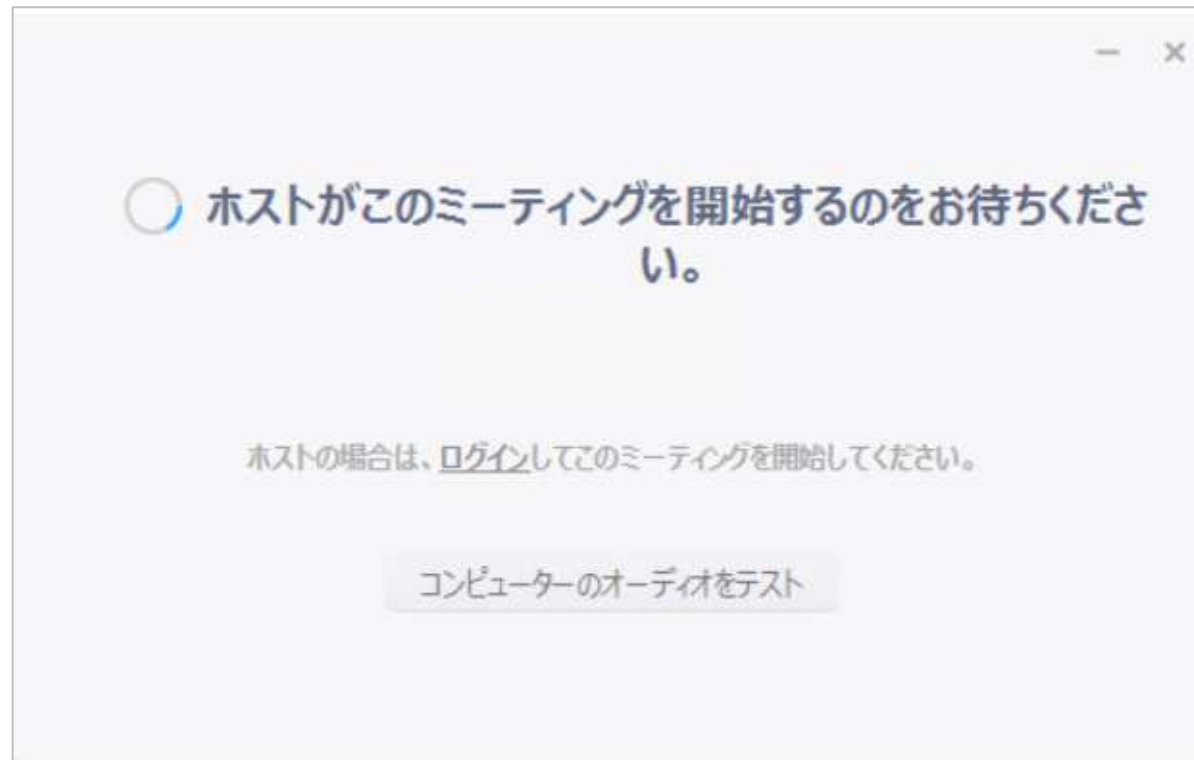 ホストがこのミーティングを開始するのをお待ちくださ
い。
ホストの場合は、ログインしてこのミーティングを開始してください。
コンピューターのオーディオをテスト